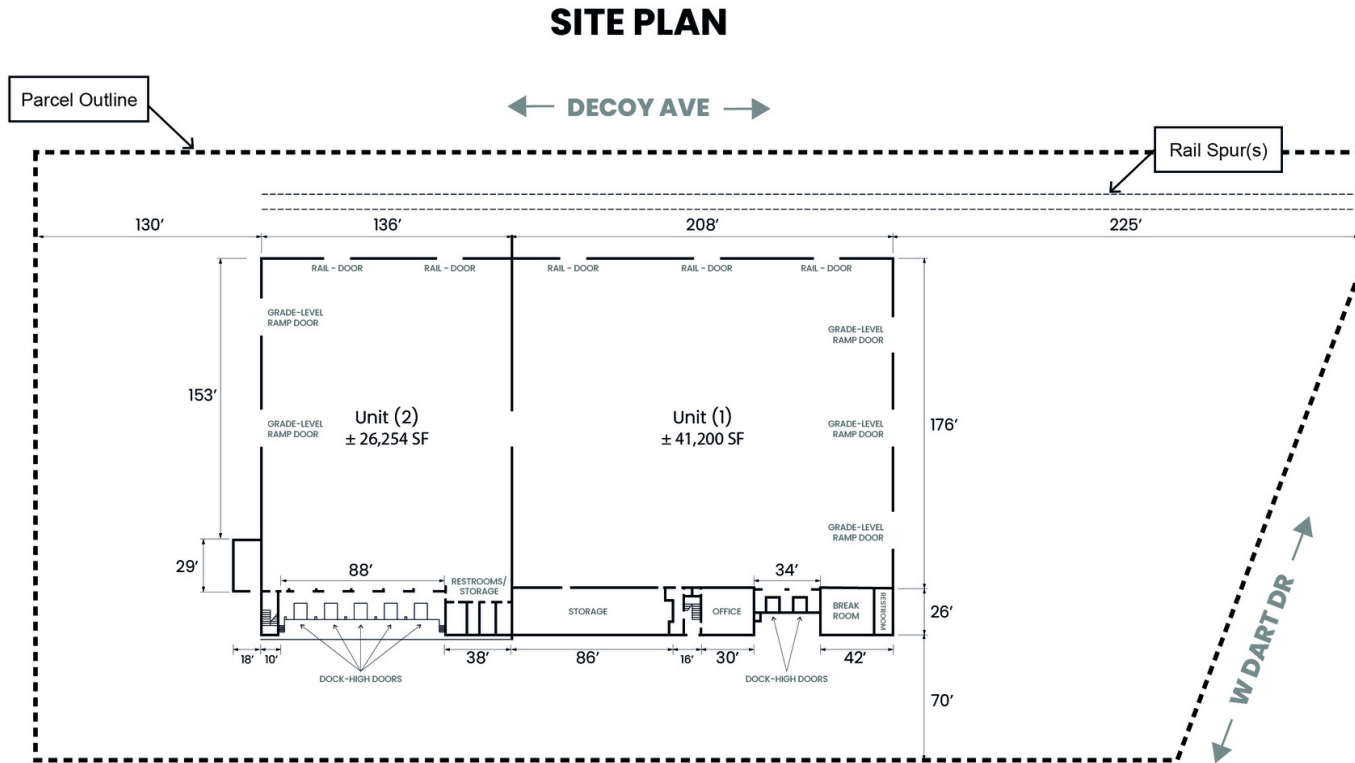 SITE PLAN
Parcel Outline
DECOY AVE
Rail Spur(s)
130’
136’
208’
225’
RAIL - DOOR
RAIL - DOOR
RAIL - DOOR
RAIL - DOOR
RAIL - DOOR
GRADE-LEVEL
RAMP DOOR
GRADE-LEVEL
RAMP DOOR
153’
Unit (2)
± 26,254 SF
Unit (1)
± 41,200 SF
GRADE-LEVEL
RAMP DOOR
GRADE-LEVEL
RAMP DOOR
176’
GRADE-LEVEL
RAMP DOOR
29’
88’
RESTROOMS/
STORAGE
34’
STORAGE
OFFICE
BREAK
ROOM
RESTROOM
26’
18’
10’
38’
86’
16’
30’
42’
DOCK-HIGH DOORS
DOCK-HIGH DOORS
70’
W DART DR